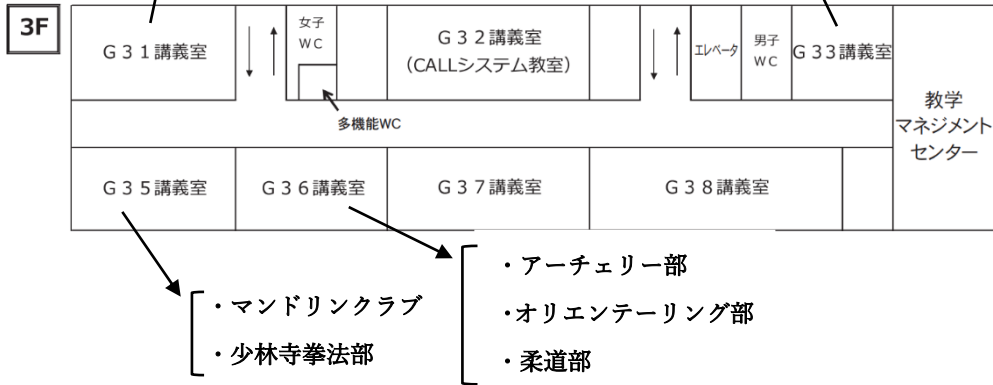 3F
G31講義室
女子
WC
多機能WC
G32講義室
(CALLシステム教室)
エレベータ
男子
WC
G33講義室
教学
マネジメント
センター
G35講義室
G36講義室
G37講義室
G38講義室
・マンドリンクラブ
・少林寺拳法部
・アーチェリー部
・オリエンテーリング部
・柔道部